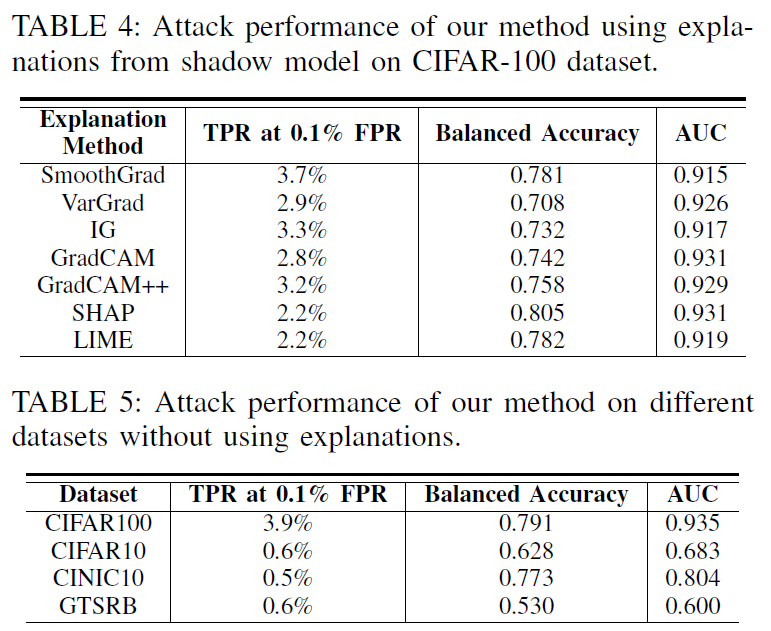 TABLE 4: Attack performance of our method using expla-
nations from shadow model on CIFAR-100 dataset.
Explanation Method TPR at 0.1% FPR Balanced Accuracy AUC
SmoothGrad 3.7% 0.781 0.915
VarGrad 2.9% 0.708 0.926
IG 3.3% 0.732 0.917
GradCAM 2.8% 0.742 0.931
GradCAM++ 3.2% 0.758 0.929
SHAP 2.2% 0.805 0.931
LIME 2.2% 0.782 0.919
TABLE 5: Attack performance of our method on different
datasets without using explanations.
Dataset TPR at 0.1% FPR Balanced Accuracy AUC
CIFAR100 3.9% 0.791 0.935
CIFAR10 0.6% 0.628 0.683
CINIC10 0.5% 0.773 0.804
GTSRB 0.6% 0.530 0.600